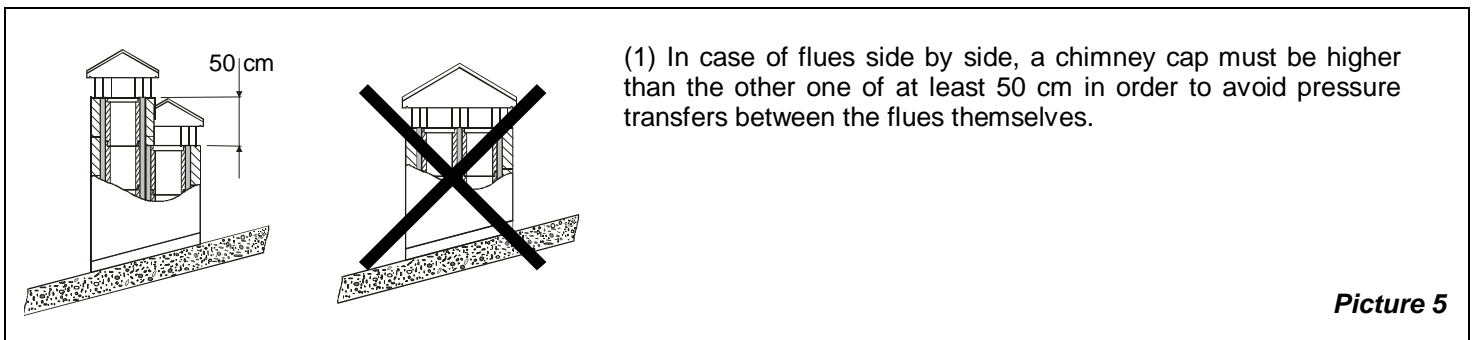 50 cm
(1) In case of flues side by side, a chimney cap must be higher
than the other one of at least 50 cm in order to avoid pressure
transfers between the flues themselves.
Picture 5